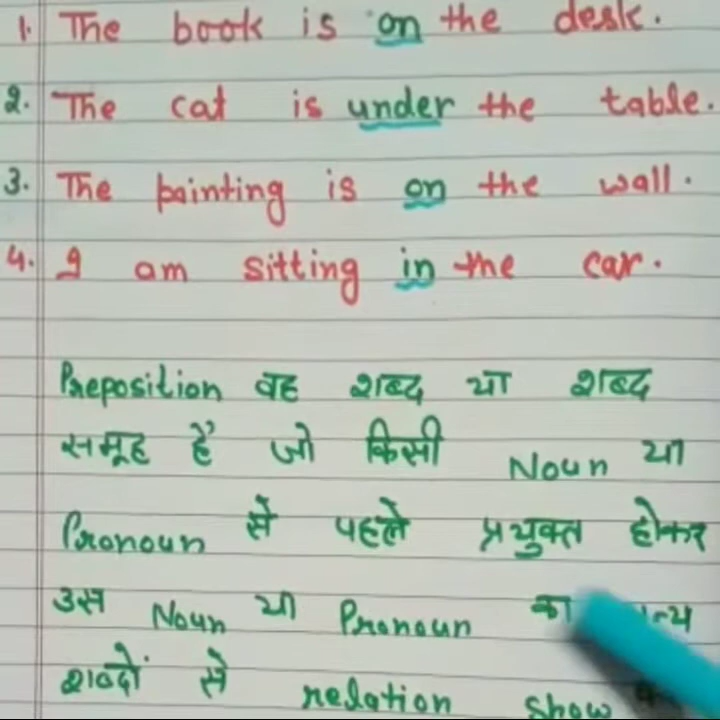 1. The book is on the desk.
2. The cat is under the table.
3. The painting is on the wall.
4. I am sitting in the car.
Preposition वह शब्द या शब्द
समूह है जो किसी Noun या
Pronoun से पहले प्रयुक्त होकर
उस Noun या Pronoun का
शब्दों से relation show